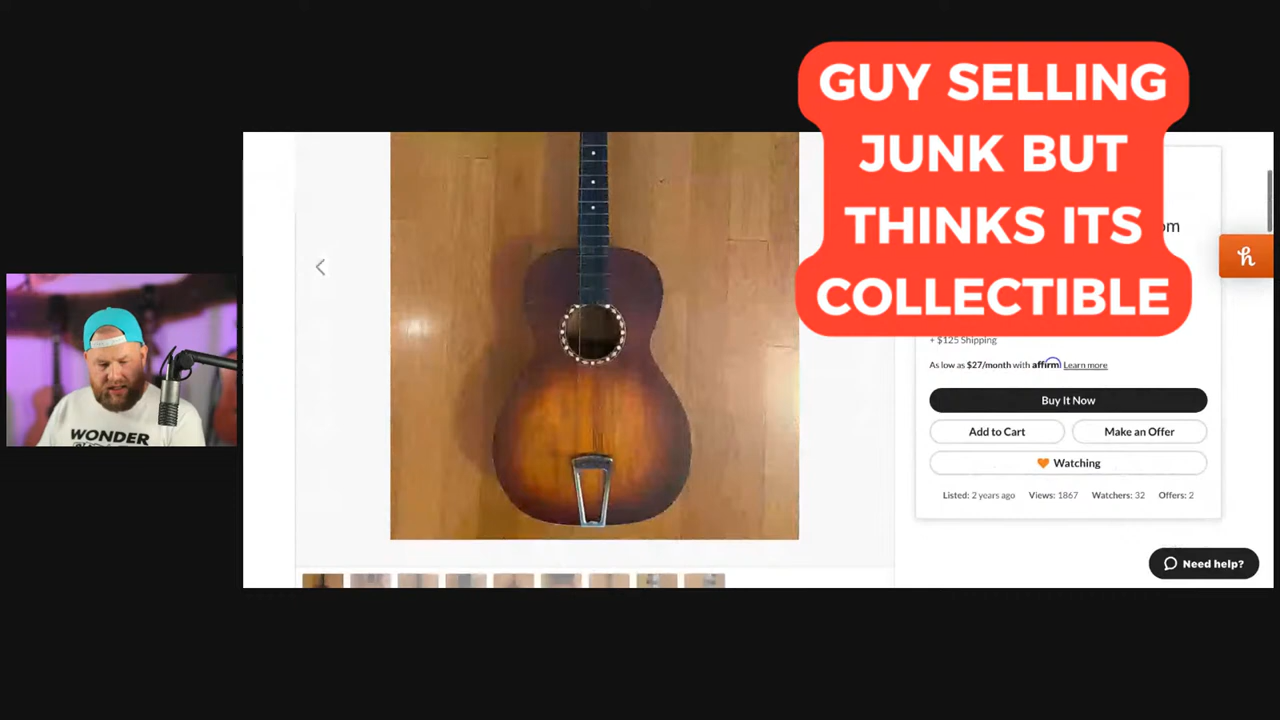 GUY SELLING
JUNK BUT
THINKS ITS
COLLECTIBLE
om
+ $125 Shipping
As low as $27/month with affirm Learn more
Buy It Now
Add to Cart
Make an Offer
Watching
Listed: 2 years ago Views: 1867 Watchers: 32 Offers: 2
Need help?
h
WONDER